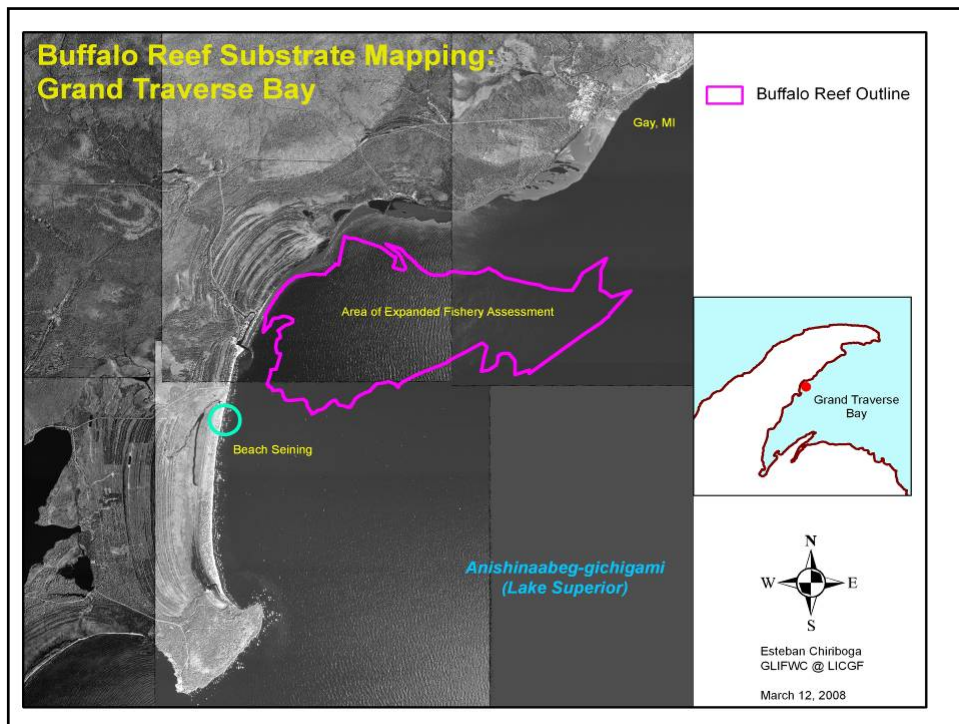 Buffalo Reef Substrate Mapping:
Grand Traverse Bay
Buffalo Reef Outline
Gay, MI
Area of Expanded Fishery Assessment
Beach Seining
Grand Traverse
Bay
Anishinaabeg-gichigami
(Lake Superior)
N
W E
S
Esteban Chiriboga
GLIFWC @ LICGF
March 12, 2008